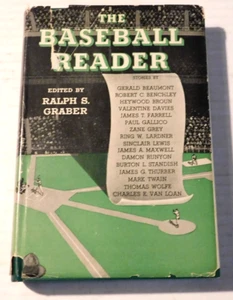 THE
BASEBALL
READER
EDITED BY
RALPH S.
GRABER
STORIES BY
GERALD BEAUMONT
ROBERT C. BENCHLEY
HEYWOOD BROUN
VALENTINE DAVIES
JAMES T. FARRELL
PAUL GALLICO
ZANE GREY
RING W. LARDNER
SINCLAIR LEWIS
JAMES A. MAXWELL
DAMON RUNYON
BURT L. STANDISH
JAMES G. THURBER
MARK TWAIN
THOMAS WOLFE
CHARLES E. VAN LOAN